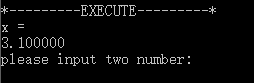 *---------EXECUTE---------*
x =
3.100000
please input two number: